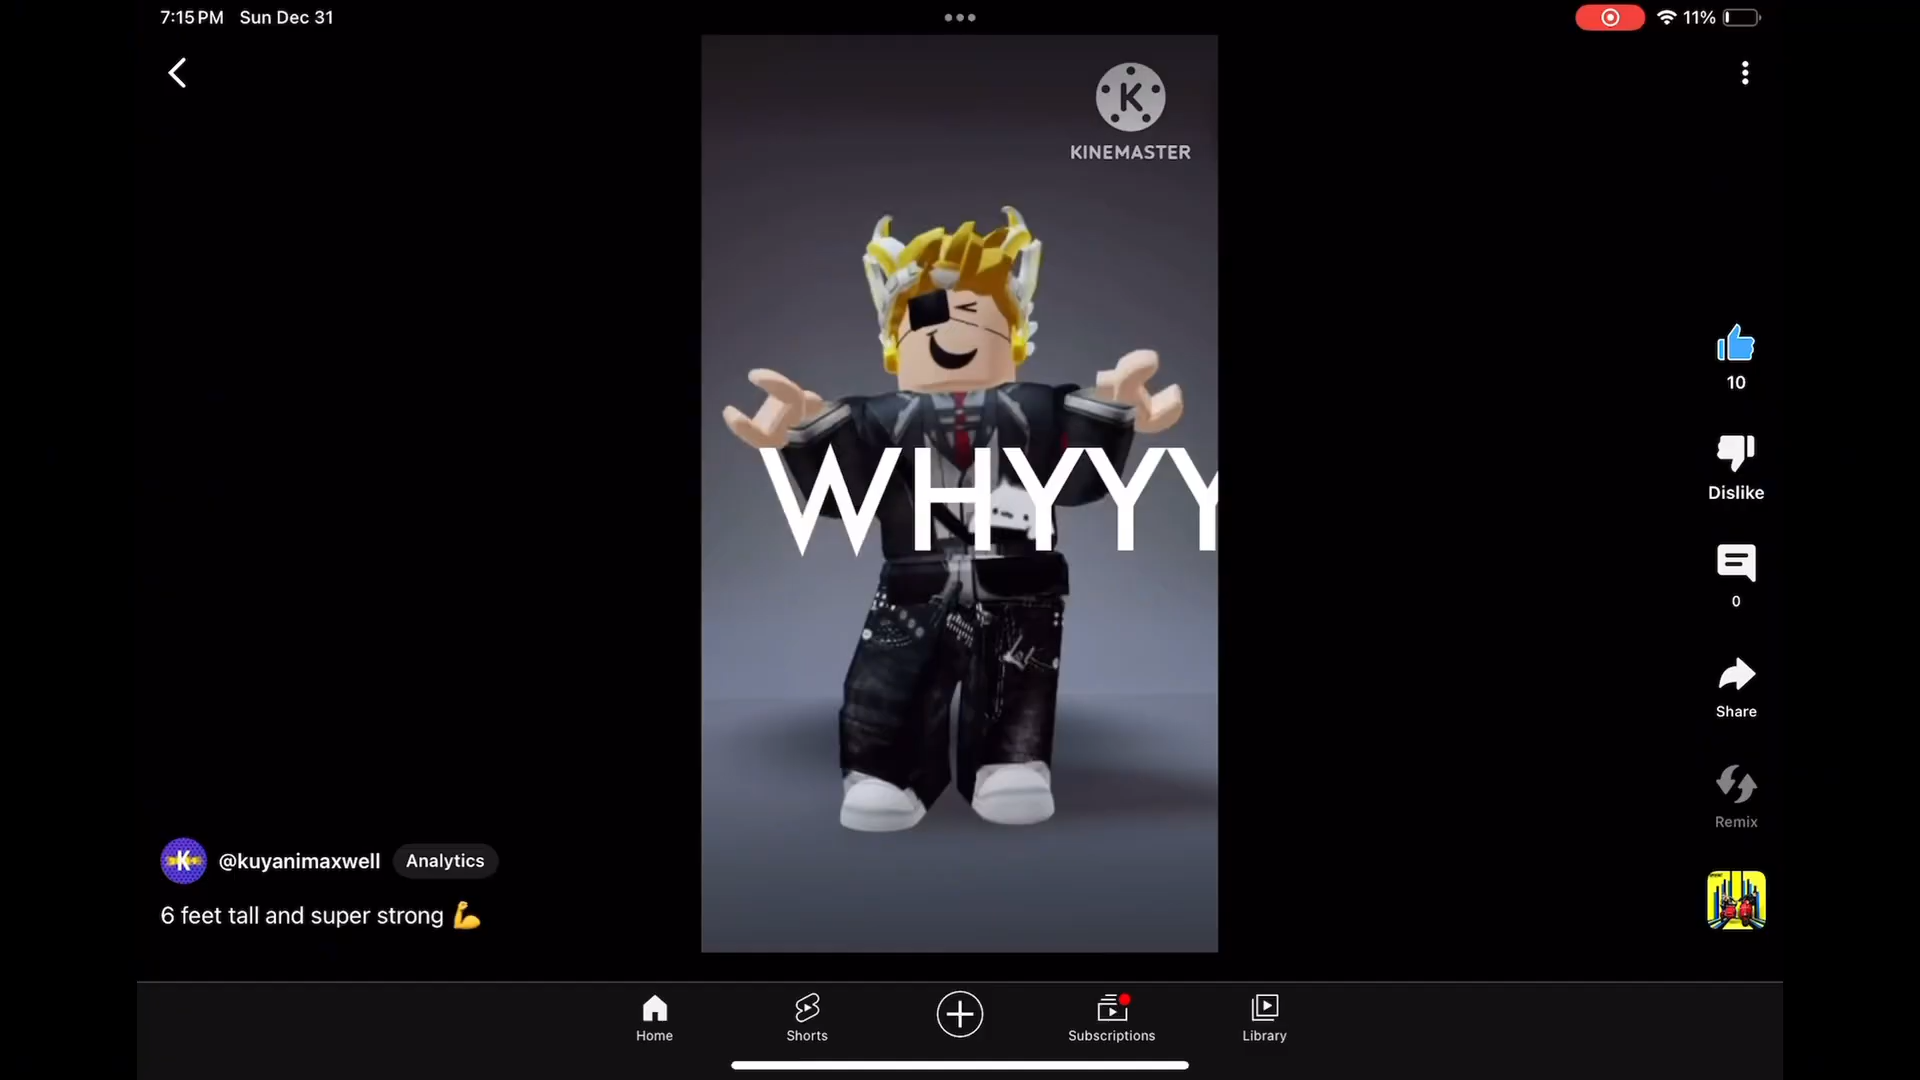 7:15 PM Sun Dec 31
11%
K
KINEMASTER
WHYYY
10
Dislike
0
Share
Remix
K
@kuyanimaxwell Analytics
6 feet tall and super strong 💪
Home Shorts Subscriptions Library